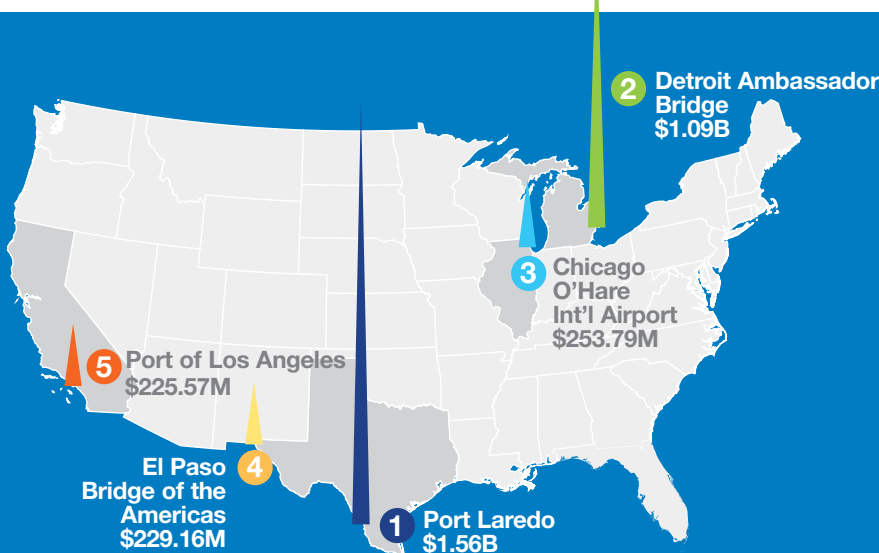 2 Detroit Ambassador
Bridge
$1.09B
3 Chicago
O'Hare
Int'l Airport
$253.79M
5 Port of Los Angeles
$225.57M
El Paso 4
Bridge of the
Americas
$229.16M
1 Port Laredo
$1.56B